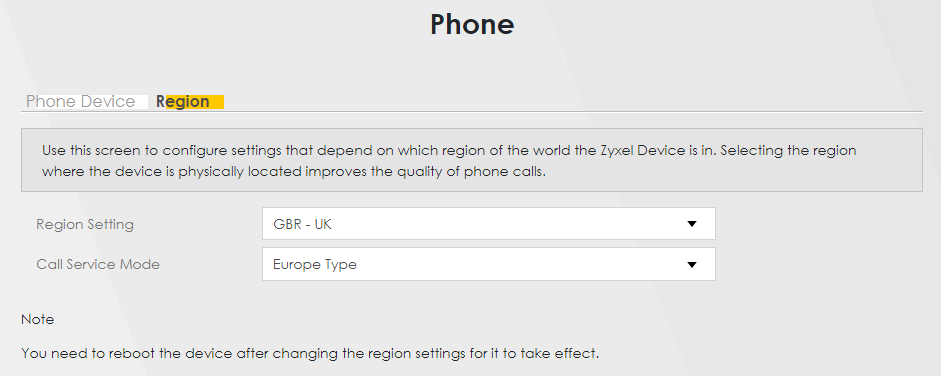 Phone
Phone Device Region
Use this screen to configure settings that depend on which region of the world the Zyxel Device is in. Selecting the region
where the device is physically located improves the quality of phone calls.
Region Setting GBR - UK
Call Service Mode Europe Type
Note
You need to reboot the device after changing the region settings for it to take effect.